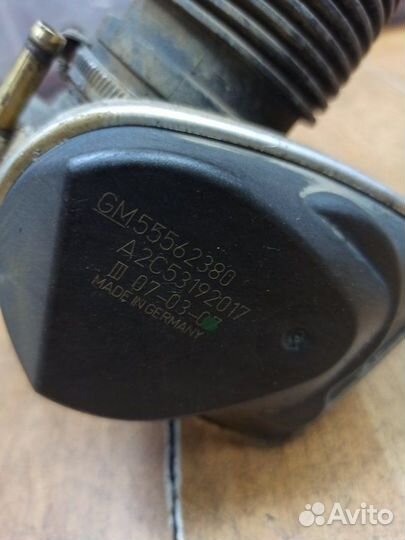 GM55562380
A2C53192017
III 07-03-07
MADE IN GERMANY
Avito